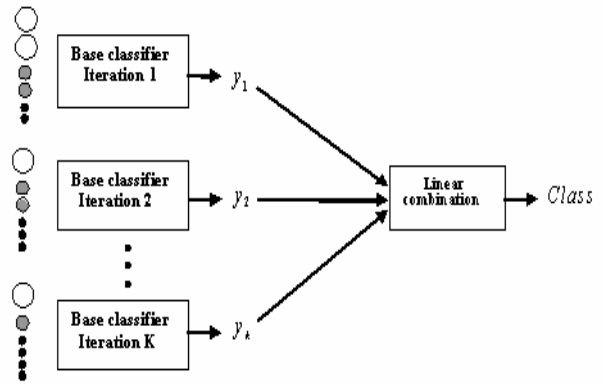 Base classifier
Iteration 1
y1
Base classifier
Iteration 2
y2
Linear
combination
Class
Base classifier
Iteration K
yk